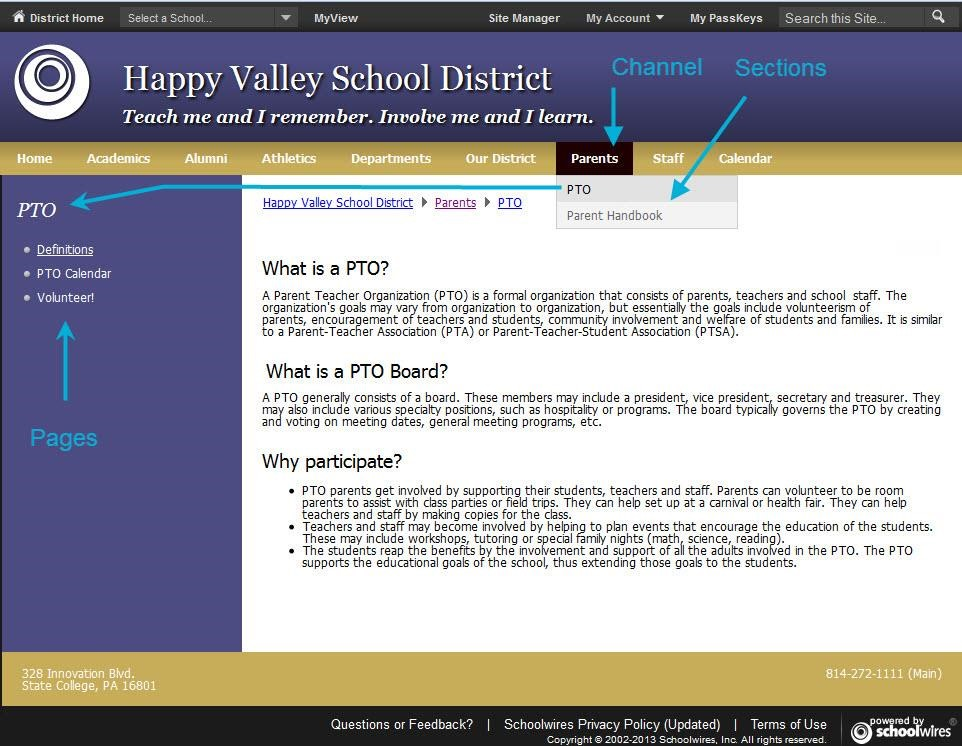 District Home Select a School... MyView Site Manager My Account My PassKeys Search this Site...
Happy Valley School District
Teach me and I remember. Involve me and I learn.
Channel Sections
Home Academics Alumni Athletics Departments Our District Parents Staff Calendar
PTO
Parent Handbook
PTO
Definitions
PTO Calendar
Volunteer!
Pages
Happy Valley School District Parents PTO
What is a PTO?
A Parent Teacher Organization (PTO) is a formal organization that consists of parents, teachers and school staff. The
organization's goals may vary from organization to organization, but essentially the goals include volunteerism of
parents, encouragement of teachers and students, community involvement and welfare of students and families. It is similar
to a Parent-Teacher Association (PTA) or Parent-Teacher-Student Association (PTSA).
What is a PTO Board?
A PTO generally consists of a board. These members may include a president, vice president, secretary and treasurer. They
may also include various specialty positions, such as hospitality or programs. The board typically governs the PTO by creating
and voting on meeting dates, general meeting programs, etc.
Why participate?
PTO parents get involved by supporting their students, teachers and staff. Parents can volunteer to be room
parents to assist with class parties or field trips. They can help set up at a carnival or health fair. They can help
teachers and staff by making copies for the class.
Teachers and staff may become involved by helping to plan events that encourage the education of the students.
These may include workshops, tutoring or special family nights (math, science, reading).
The students reap the benefits by the involvement and support of all the adults involved in the PTO. The PTO
supports the educational goals of the school, thus extending those goals to the students.
328 Innovation Blvd.
State College, PA 16801
814-272-1111 (Main)
Questions or Feedback? | Schoolwires Privacy Policy (Updated) | Terms of Use
Copyright © 2002-2013 Schoolwires, Inc. All rights reserved.
powered by
schoolwires®